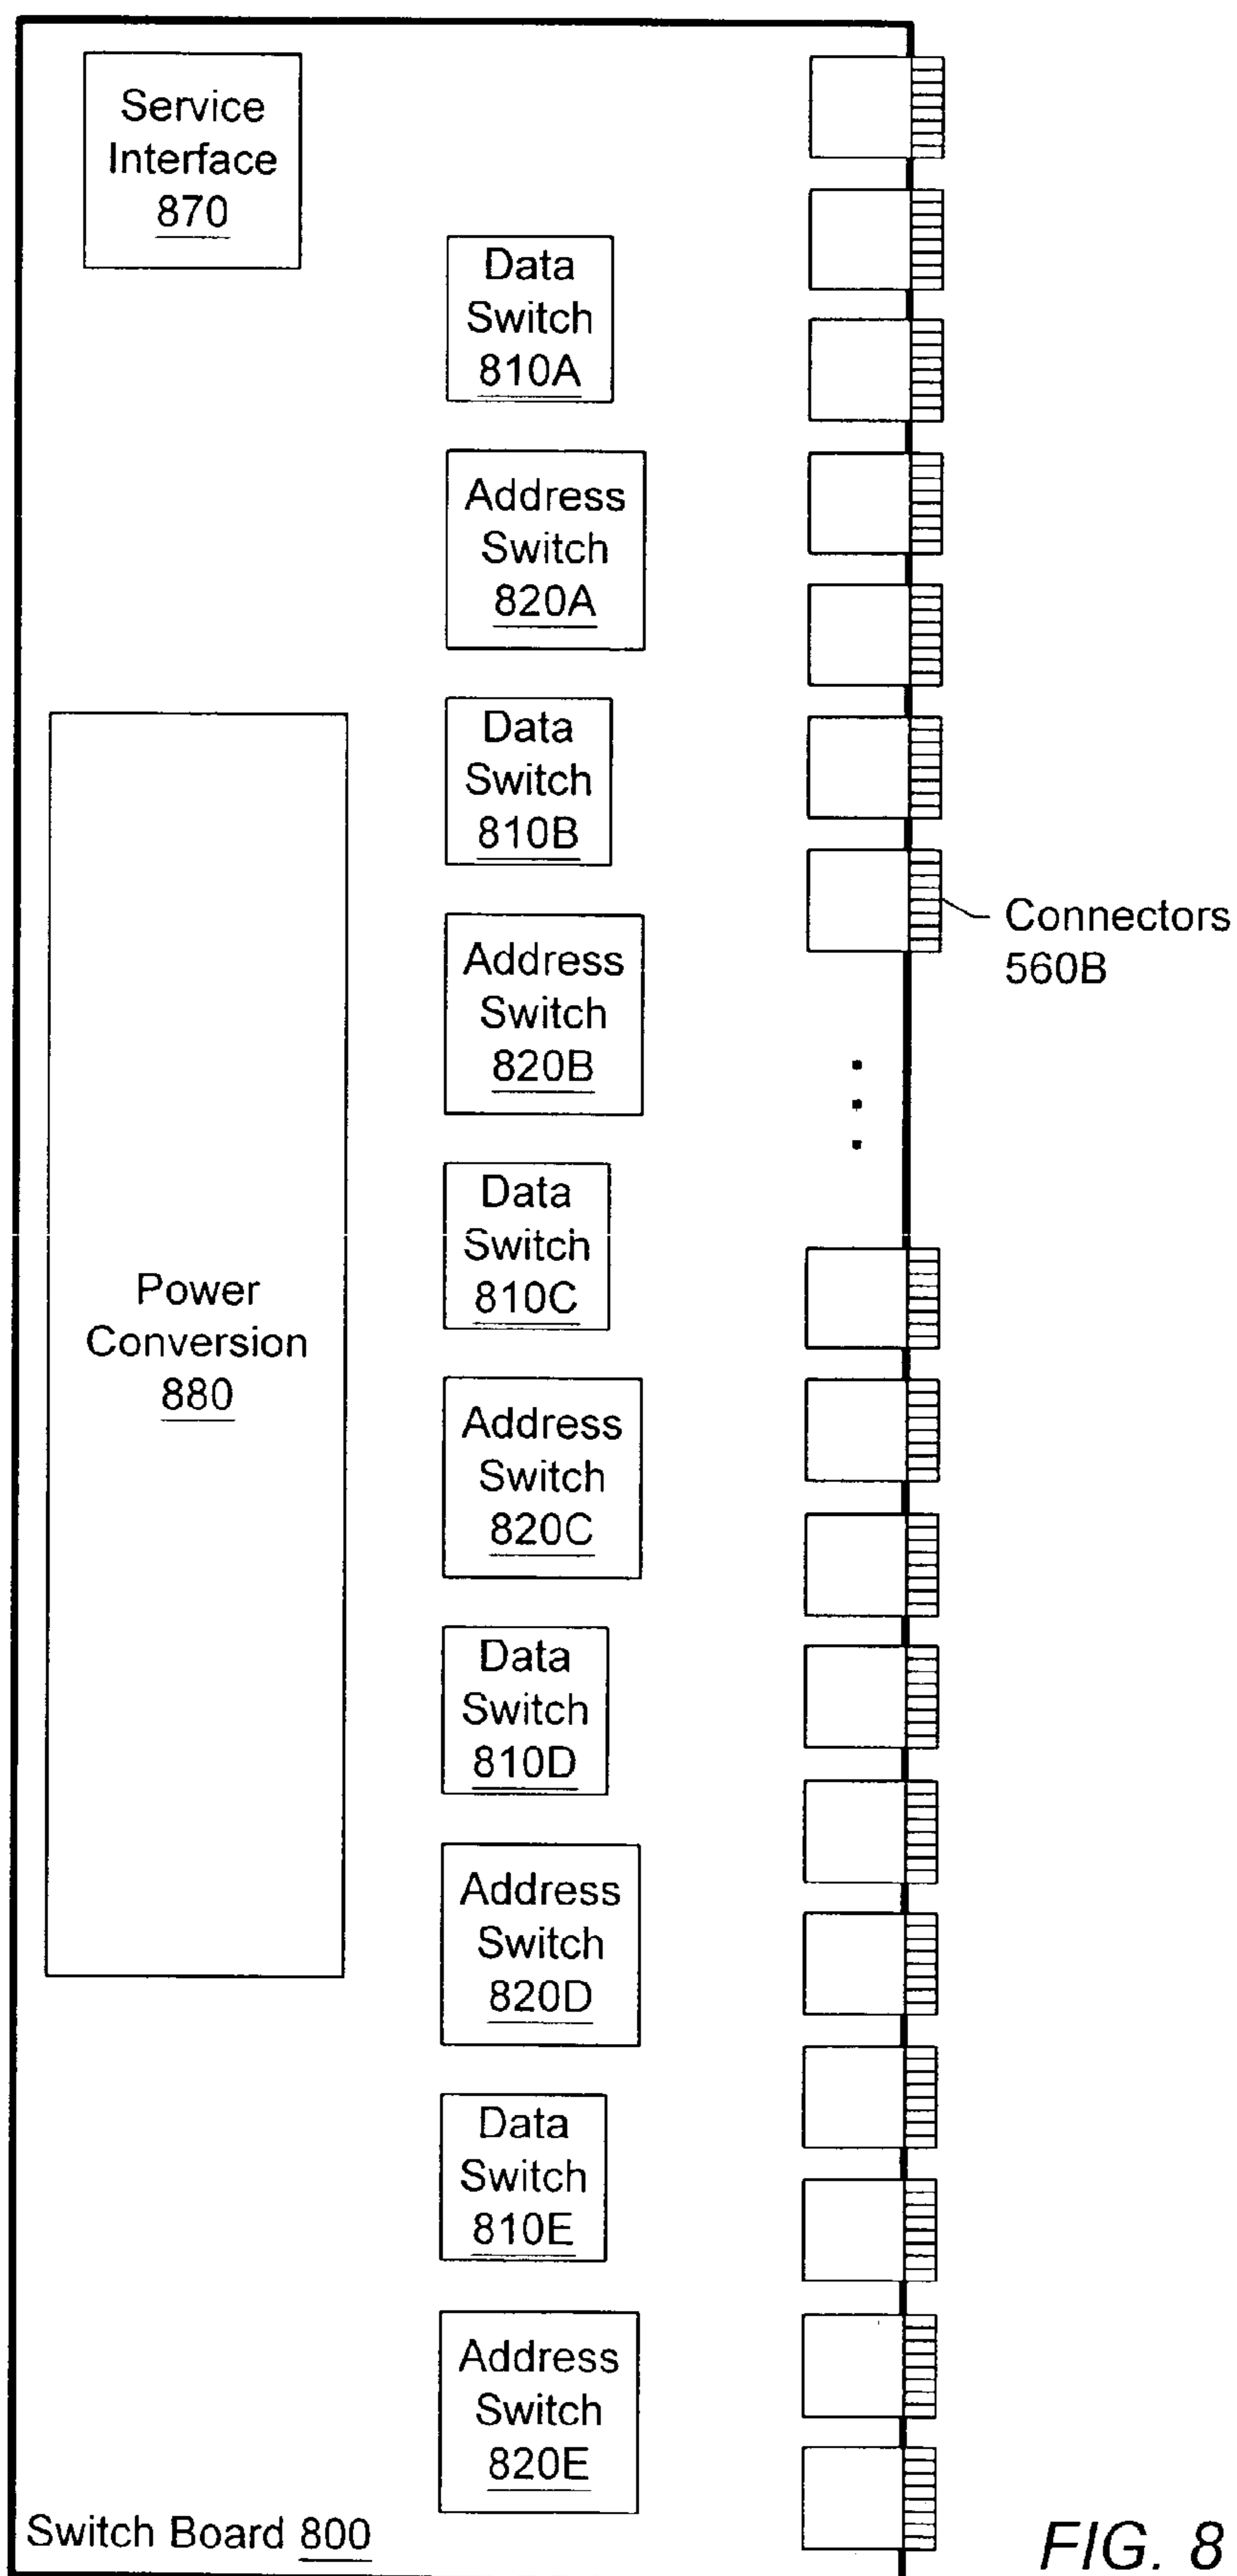 Service
Interface
870
Data
Switch
810A
Address
Switch
820A
Data
Switch
810B
Connectors
560B
Address
Switch
820B
Data
Switch
810C
Power
Conversion
880
Address
Switch
820C
Data
Switch
810D
Address
Switch
820D
Data
Switch
810E
Address
Switch
820E
Switch Board 800
FIG. 8